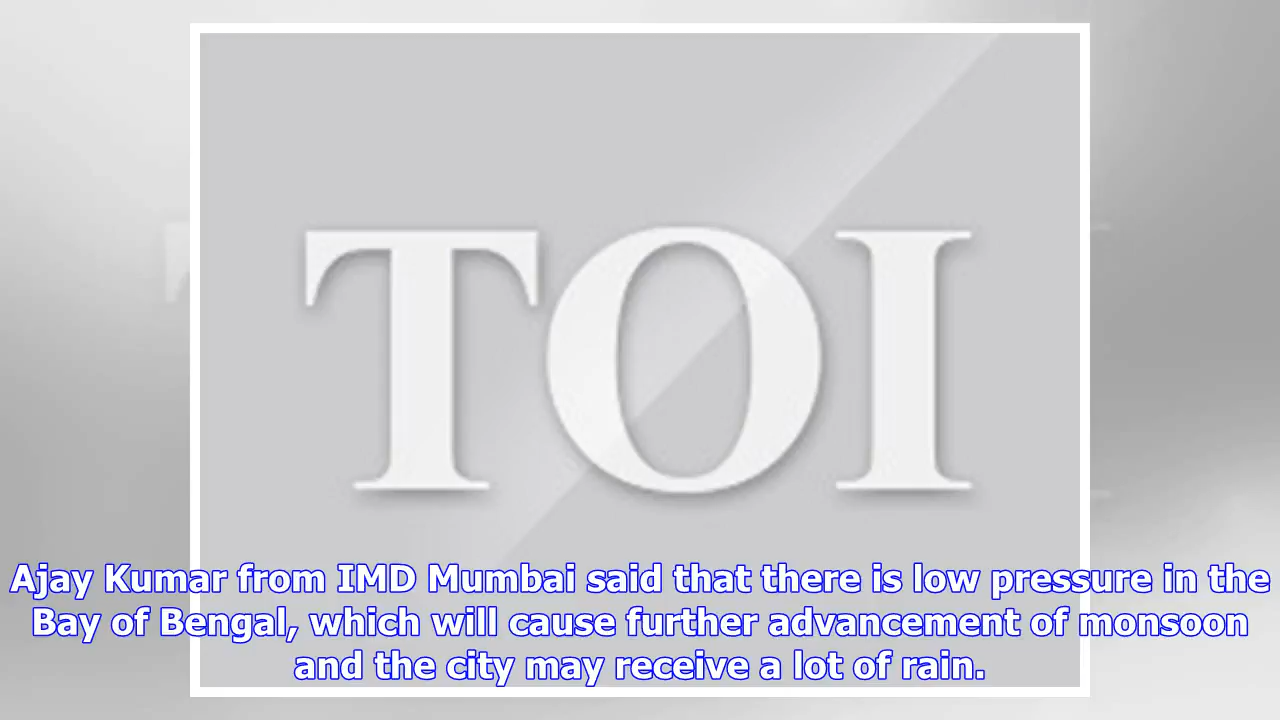 TOI
Ajay Kumar from IMD Mumbai said that there is low pressure in the
Bay of Bengal, which will cause further advancement of monsoon
and the city may receive a lot of rain.